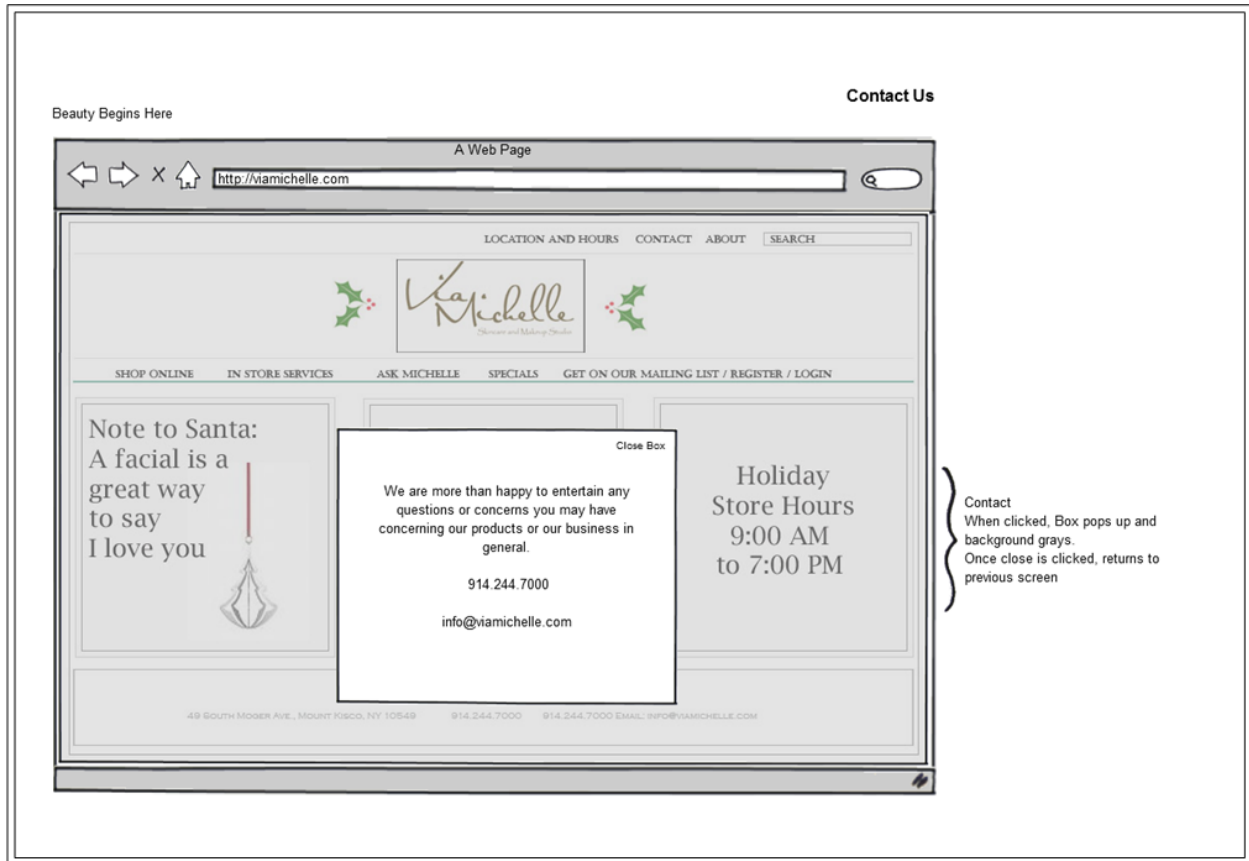 Contact Us
Beauty Begins Here
A Web Page
http://viamichelle.com
LOCATION AND HOURS CONTACT ABOUT SEARCH
Via
Michelle
Skincare and Makeup Studio
SHOP ONLINE IN STORE SERVICES ASK MICHELLE SPECIALS GET ON OUR MAILING LIST / REGISTER / LOGIN
Note to Santa:
A facial is a
great way
to say
I love you
Close Box
We are more than happy to entertain any
questions or concerns you may have
concerning our products or our business in
general.
914.244.7000
info@viamichelle.com
Holiday
Store Hours
9:00 AM
to 7:00 PM
Contact
When clicked, Box pops up and
background grays.
Once close is clicked, returns to
previous screen
49 South Moger Ave., Mount Kisco, NY 10549 914.244.7000 914.244.7000 Email: info@viamichelle.com